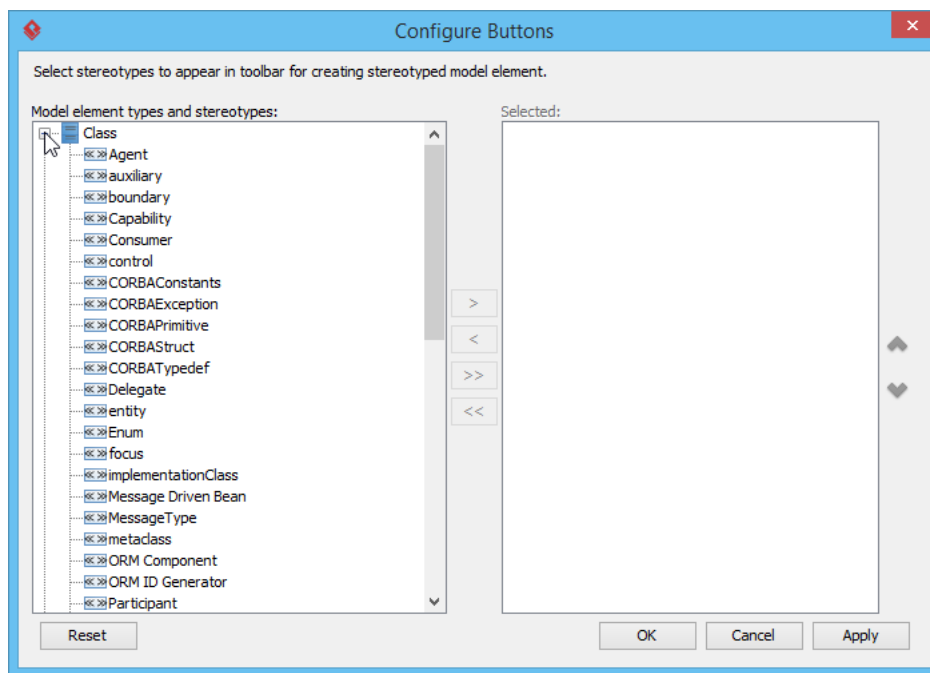 Configure Buttons
Select stereotypes to appear in toolbar for creating stereotyped model element.
Model element types and stereotypes:
Selected:
Class
«»Agent
«»auxiliary
«»boundary
«»Capability
«»Consumer
«»control
«»CORBAConstants
«»CORBAException
«»CORBAPrimitive
«»CORBAStruct
«»CORBATypedef
«»Delegate
«»entity
«»Enum
«»focus
«»implementationClass
«»Message Driven Bean
«»MessageType
«»metaclass
«»ORM Component
«»ORM ID Generator
«»Participant
>
<
>>
<<
Reset
OK
Cancel
Apply